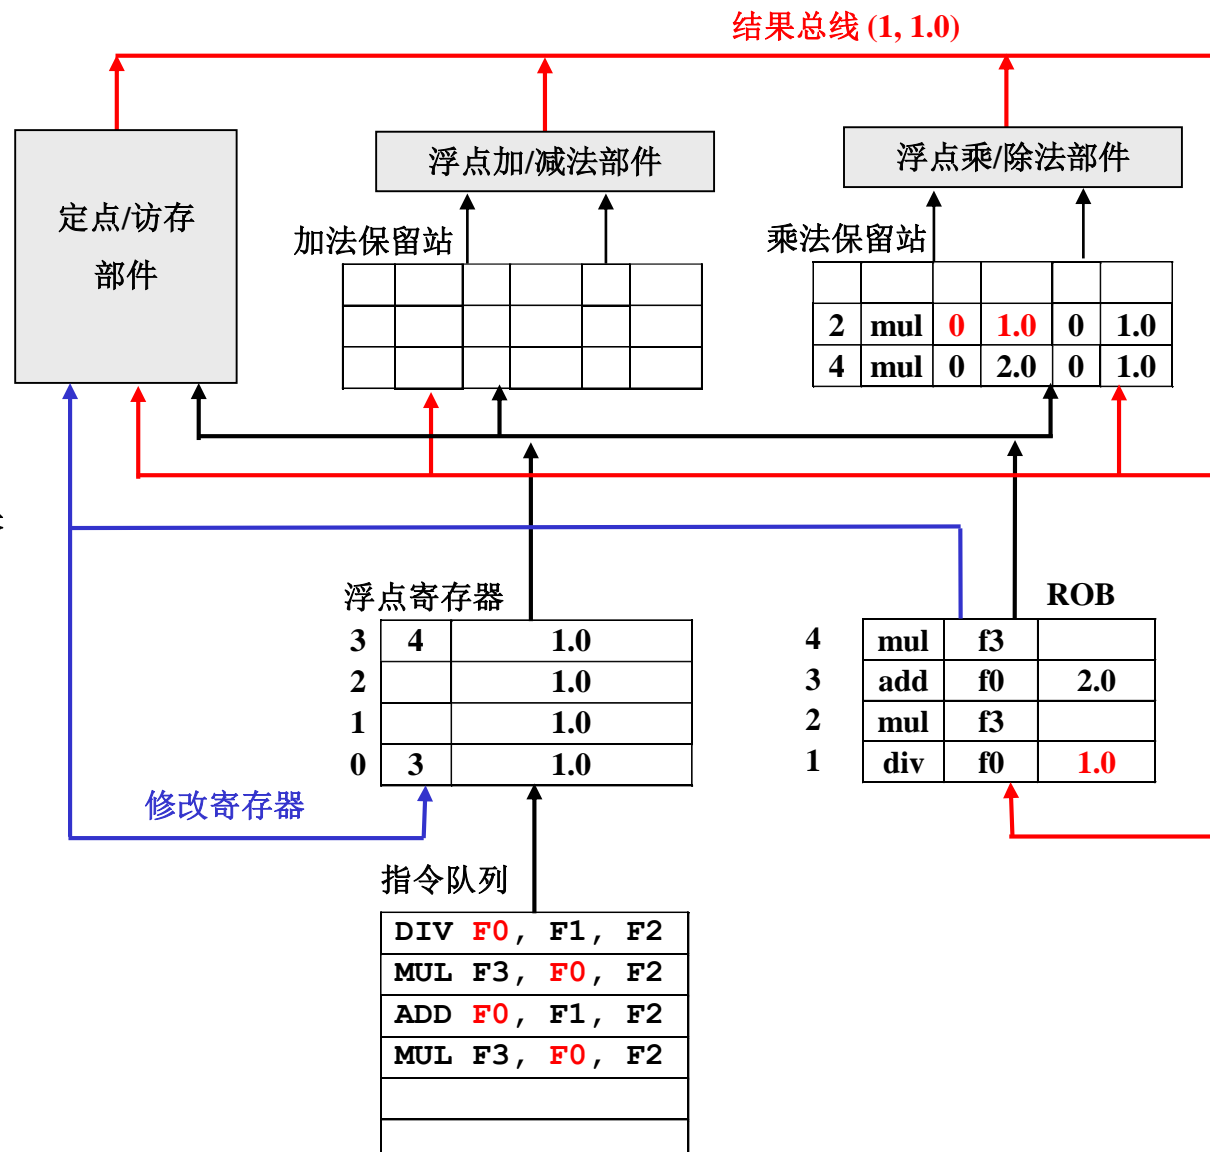 结果总线 (1, 1.0)
定点/访存
部件
浮点加/减法部件
浮点乘/除法部件
加法保留站
乘法保留站
2 mul 0 1.0 0 1.0
4 mul 0 2.0 0 1.0
浮点寄存器
3 4 1.0
2 1.0
1 1.0
0 3 1.0
ROB
4 mul f3
3 add f0 2.0
2 mul f3
1 div f0 1.0
修改寄存器
指令队列
DIV F0, F1, F2
MUL F3, F0, F2
ADD F0, F1, F2
MUL F3, F0, F2